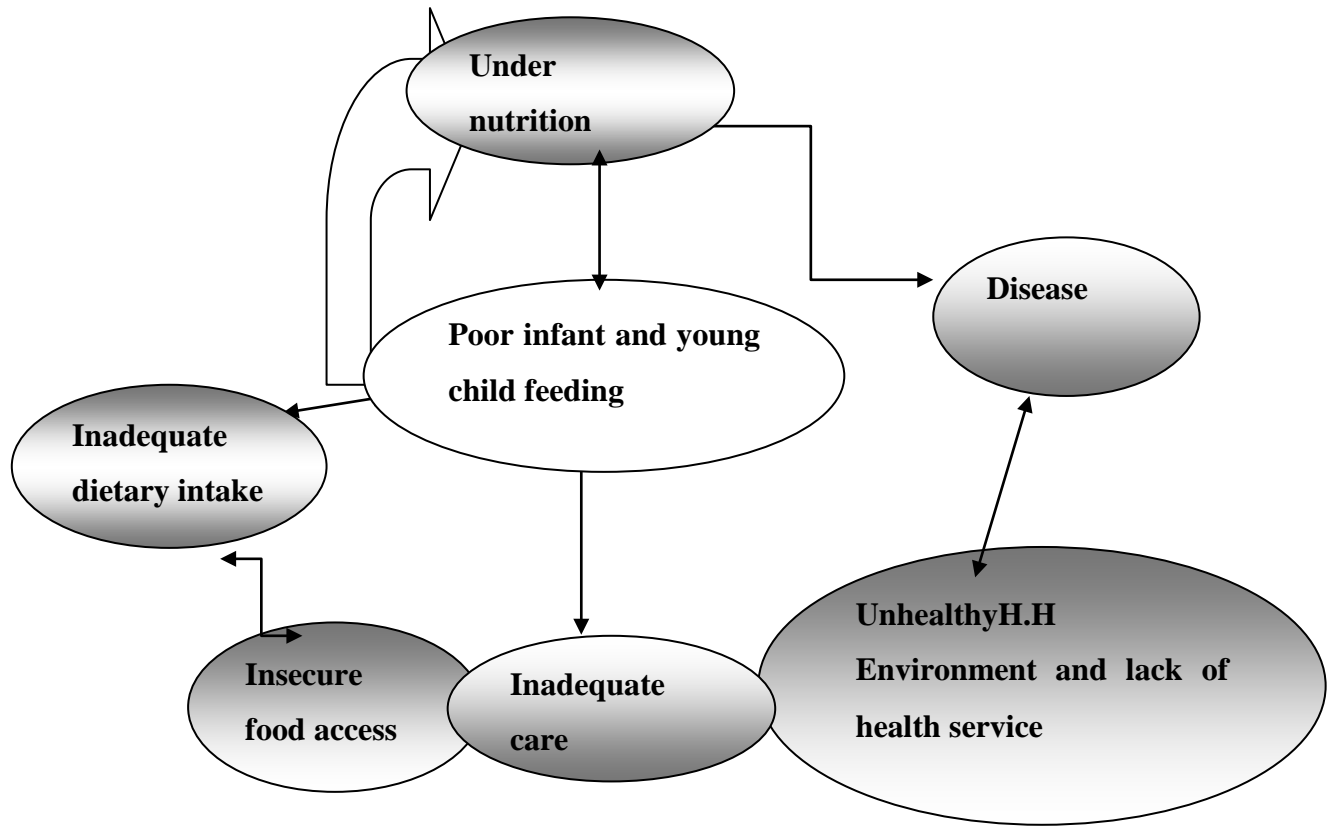 Under
nutrition
Disease
Poor infant and young
child feeding
Inadequate
dietary intake
UnhealthyH.H
Environment and lack of
health service
Insecure
food access
Inadequate
care